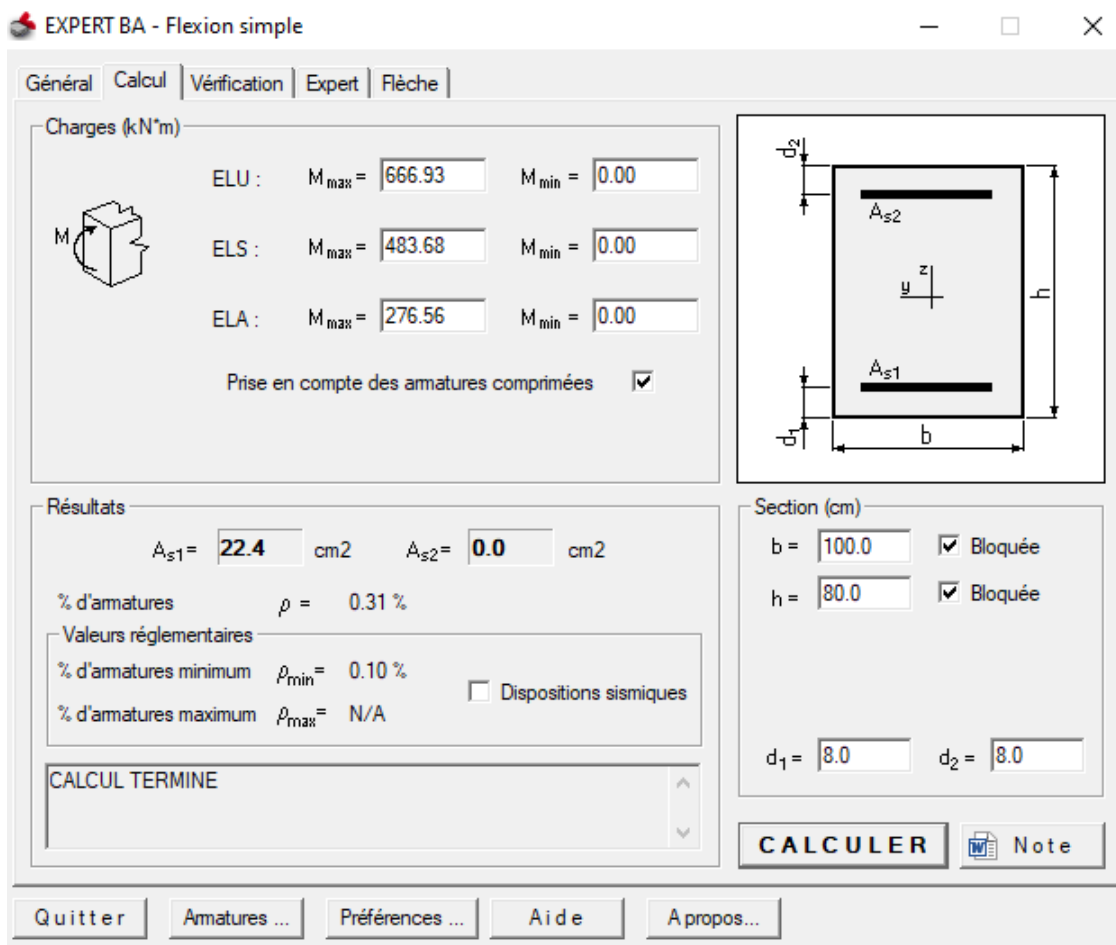 EXPERT BA - Flexion simple
Général Calcul Vérification Expert Flèche
Charges (kN*m)
ELU : M max = 666.93 M min = 0.00
M
ELS : M max = 483.68 M min = 0.00
ELA : M max = 276.56 M min = 0.00
Prise en compte des armatures comprimées
d2
As2
z
y
h
As1
d1
b
Résultats
As1= 22.4 cm2 As2= 0.0 cm2
% d'armatures ρ = 0.31 %
Valeurs réglementaires
% d'armatures minimum ρmin= 0.10 %
Dispositions sismiques
% d'armatures maximum ρmax= N/A
CALCUL TERMINE
Section (cm)
b = 100.0 Bloquée
h = 80.0 Bloquée
d1 = 8.0 d2 = 8.0
CALCULER Note
Quitter Armatures ... Préférences ... Aide A propos...